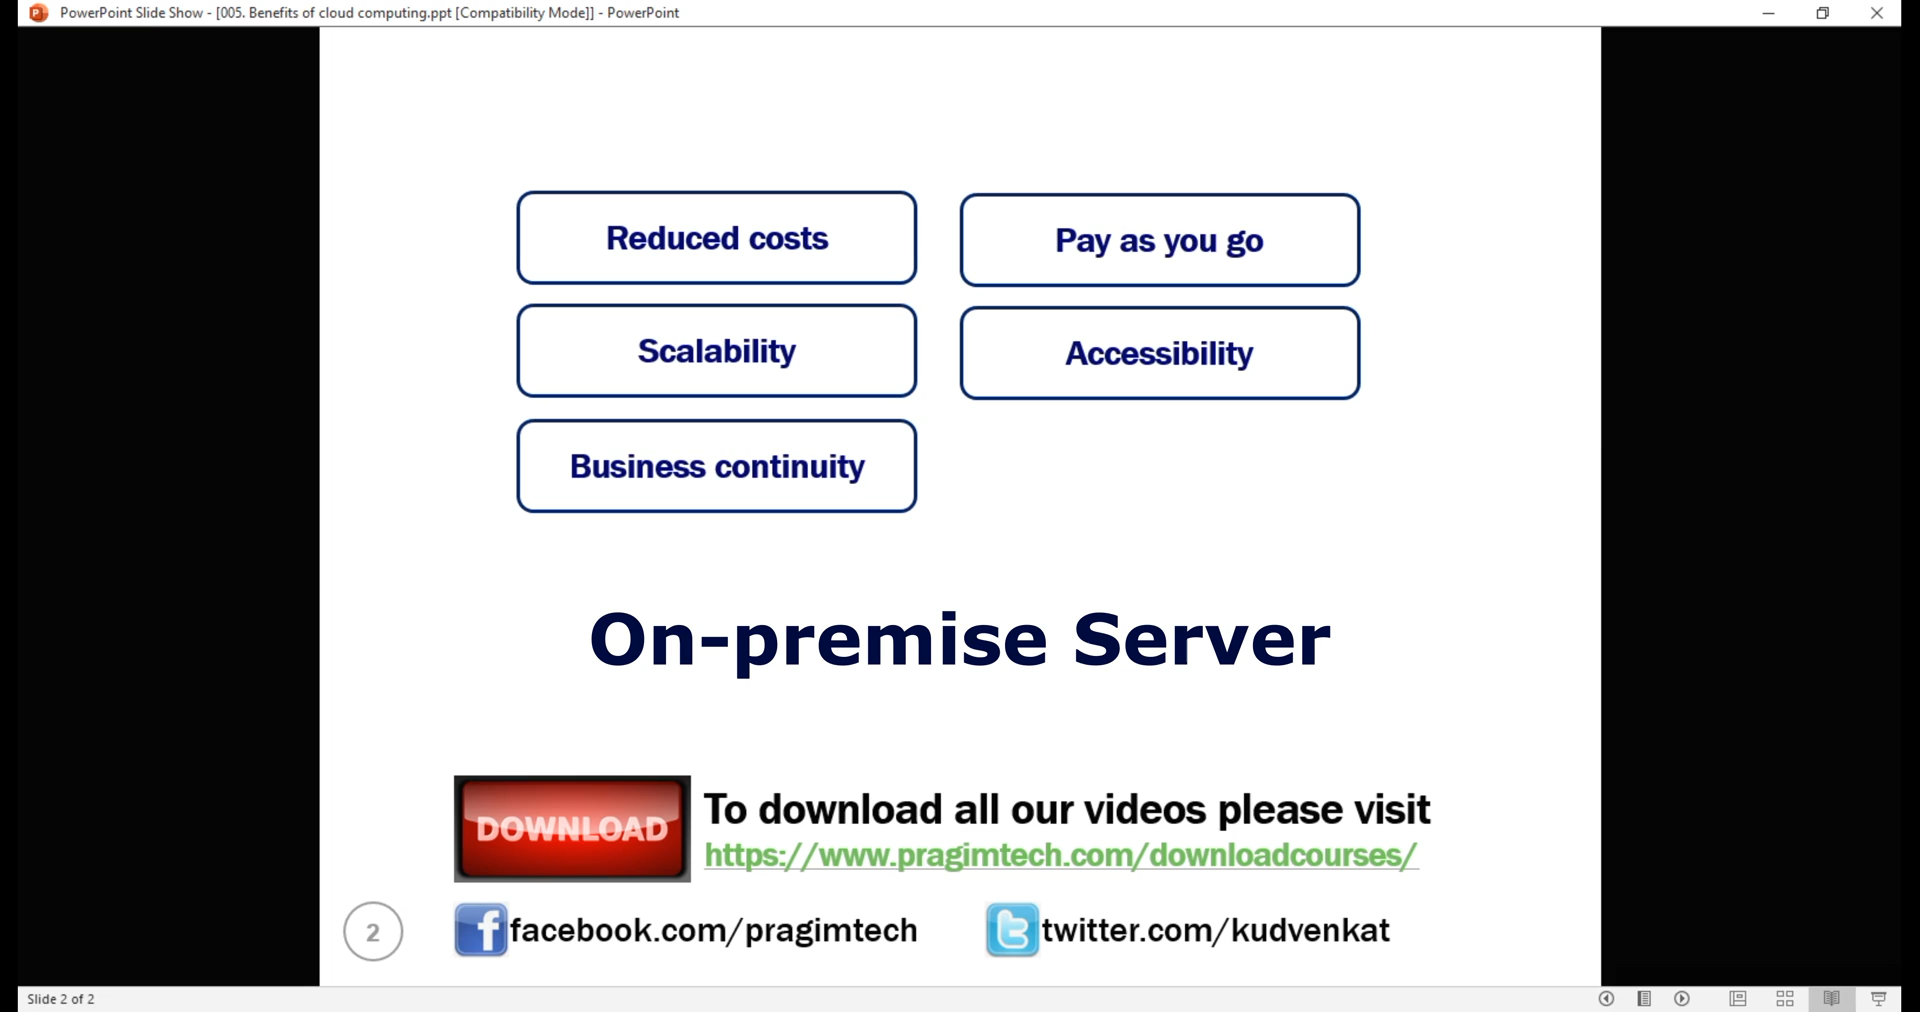 PowerPoint Slide Show - [005. Benefits of cloud computing.ppt [Compatibility Mode]] - PowerPoint
Reduced costs
Pay as you go
Scalability
Accessibility
Business continuity
On-premise Server
DOWNLOAD
To download all our videos please visit
https://www.pragimtech.com/downloadcourses/
2
facebook.com/pragimtech
twitter.com/kudvenkat
Slide 2 of 2